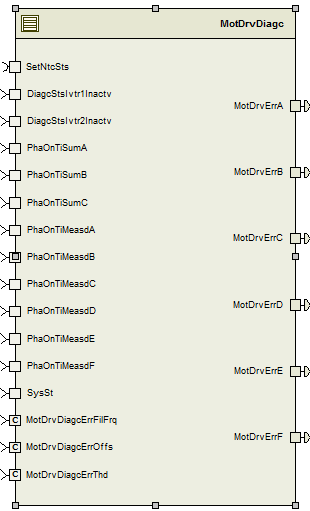 MotDrvDiagc
SetNtcSts
DiagcStsIvtr1Inactv
DiagcStsIvtr2Inactv
PhaOnTiSumA
PhaOnTiSumB
PhaOnTiSumC
PhaOnTiMeasdA
PhaOnTiMeasdB
PhaOnTiMeasdC
PhaOnTiMeasdD
PhaOnTiMeasdE
PhaOnTiMeasdF
SysSt
C MotDrvDiagcErrFilFrq
C MotDrvDiagcErrOffs
C MotDrvDiagcErrThd
MotDrvErrA
MotDrvErrB
MotDrvErrC
MotDrvErrD
MotDrvErrE
MotDrvErrF